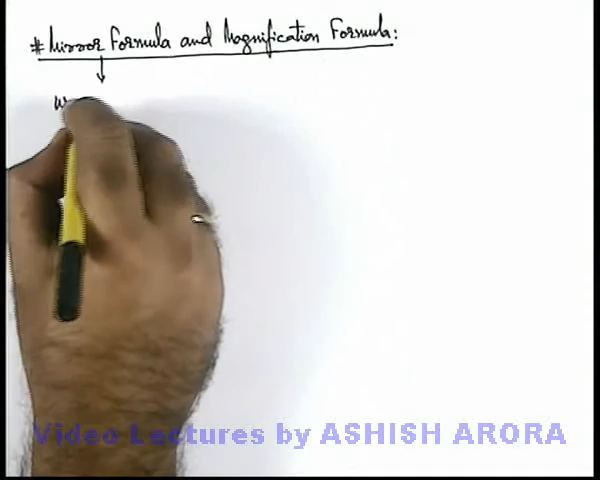 # Mirror Formula and Magnification Formula:
Video Lectures by ASHISH ARORA